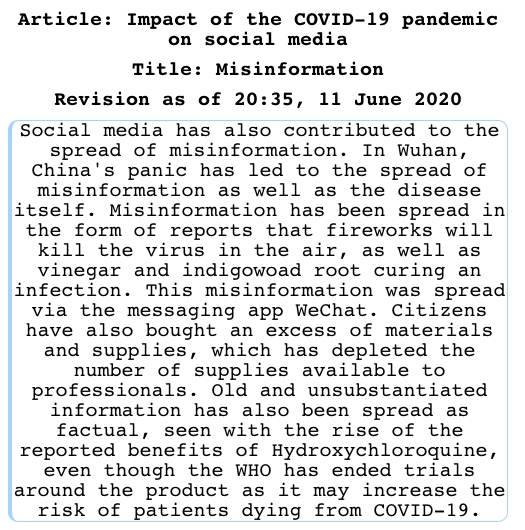 Article: Impact of the COVID-19 pandemic
on social media
Title: Misinformation
Revision as of 20:35, 11 June 2020
Social media has also contributed to the
spread of misinformation. In Wuhan,
China's panic has led to the spread of
misinformation as well as the disease
itself. Misinformation has been spread in
the form of reports that fireworks will
kill the virus in the air, as well as
vinegar and indigowoad root curing an
infection. This misinformation was spread
via the messaging app WeChat. Citizens
have also bought an excess of materials
and supplies, which has depleted the
number of supplies available to
professionals. Old and unsubstantiated
information has also been spread as
factual, seen with the rise of the
reported benefits of Hydroxychloroquine,
even though the WHO has ended trials
around the product as it may increase the
risk of patients dying from COVID-19.